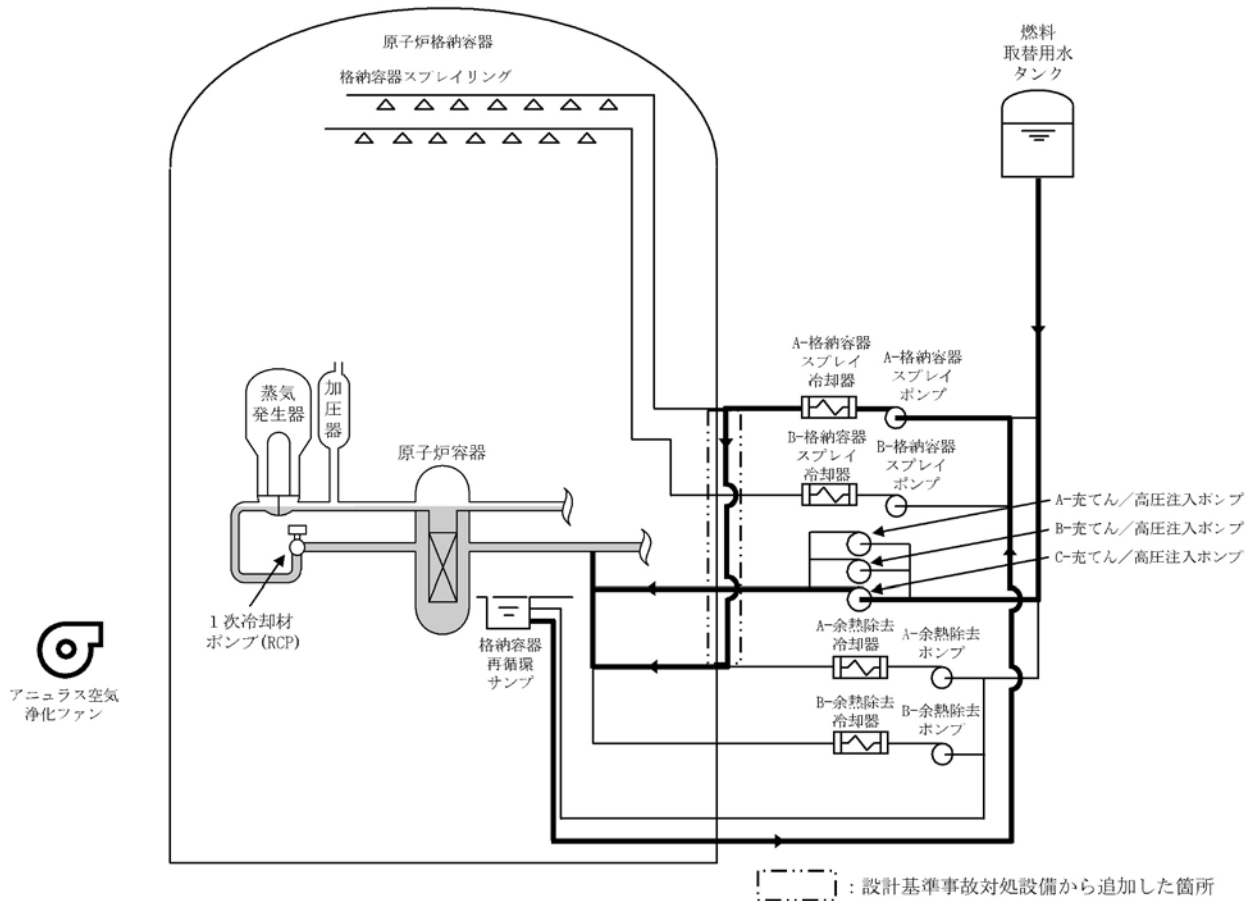 原子炉格納容器
格納容器スプレイリング
燃料
取替用水
タンク
A-格納容器
スプレイ
冷却器
A-格納容器
スプレイ
ポンプ
B-格納容器
スプレイ
冷却器
B-格納容器
スプレイ
ポンプ
蒸気
発生器
加
圧
器
原子炉容器
A-充てん／高圧注入ポンプ
B-充てん／高圧注入ポンプ
C-充てん／高圧注入ポンプ
１次冷却材
ポンプ(RCP)
格納容器
再循環
サンプ
A-余熱除去
冷却器
A-余熱除去
ポンプ
B-余熱除去
冷却器
B-余熱除去
ポンプ
アニュラス空気
浄化ファン
：設計基準事故対処設備から追加した箇所